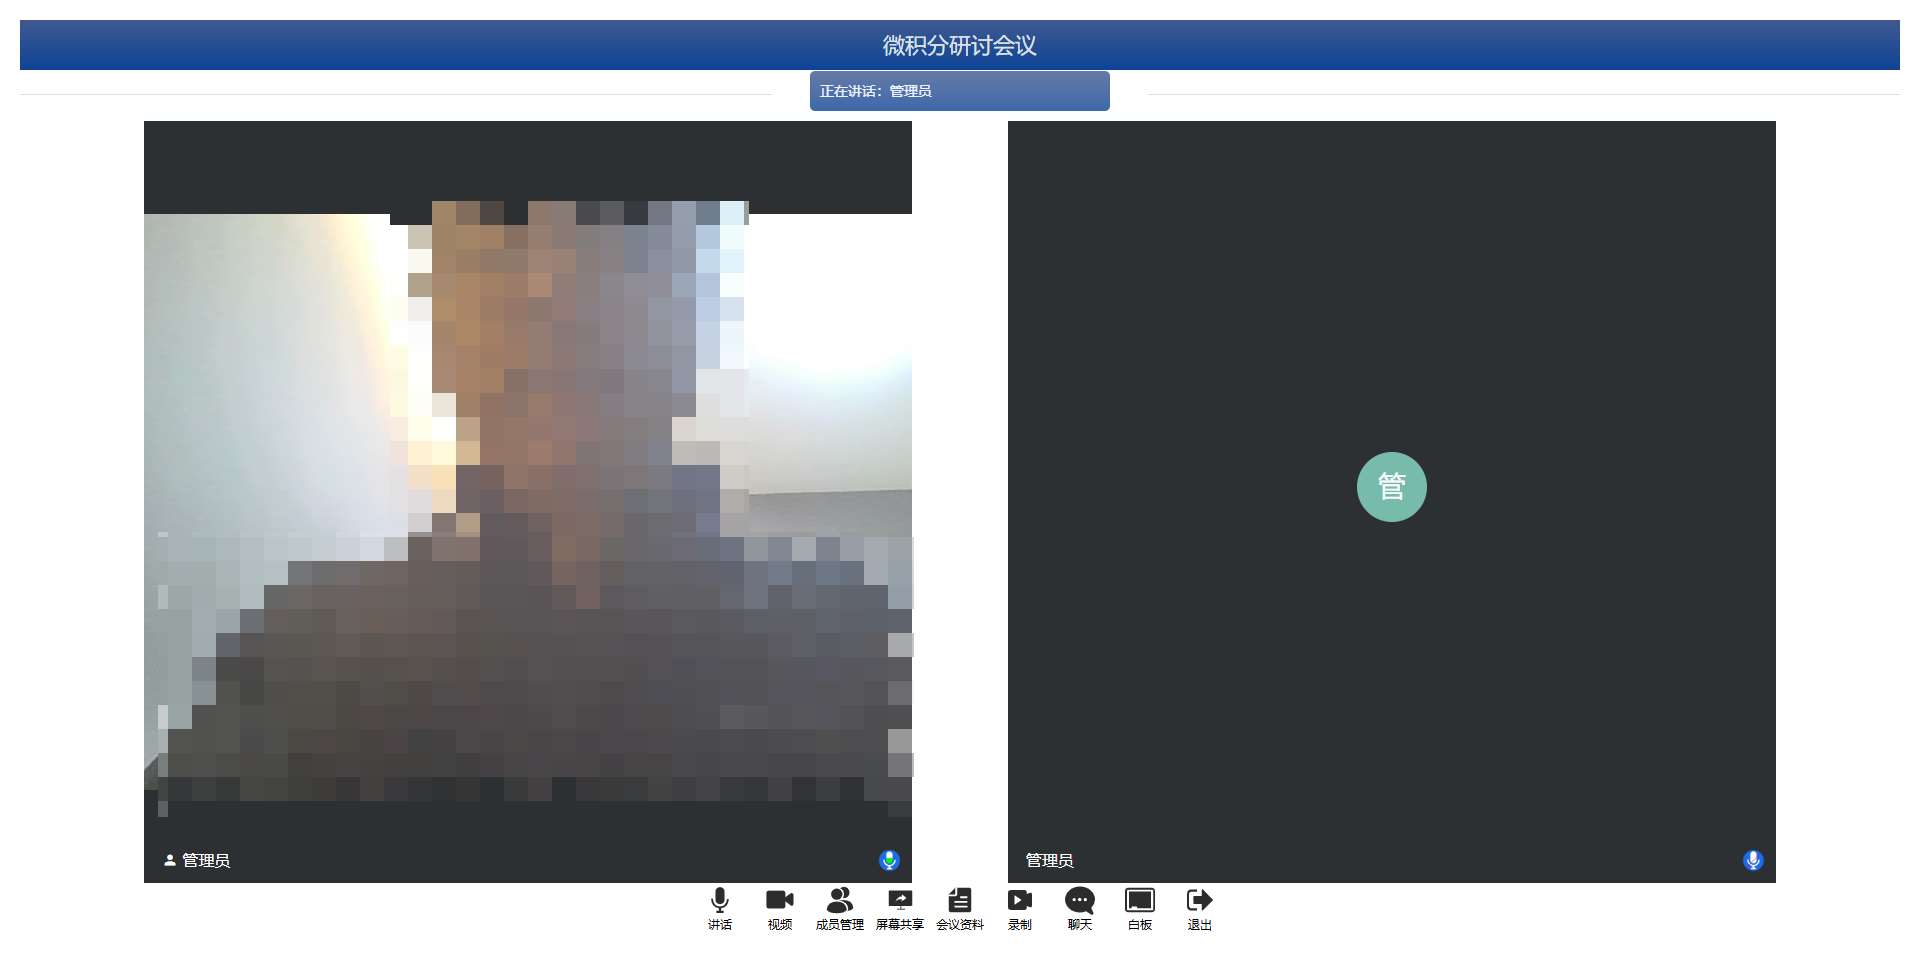 微积分研讨会议
正在讲话：管理员
管
管理员
管理员
讲话 视频 成员管理 屏幕共享 会议资料 录制 聊天 白板 退出